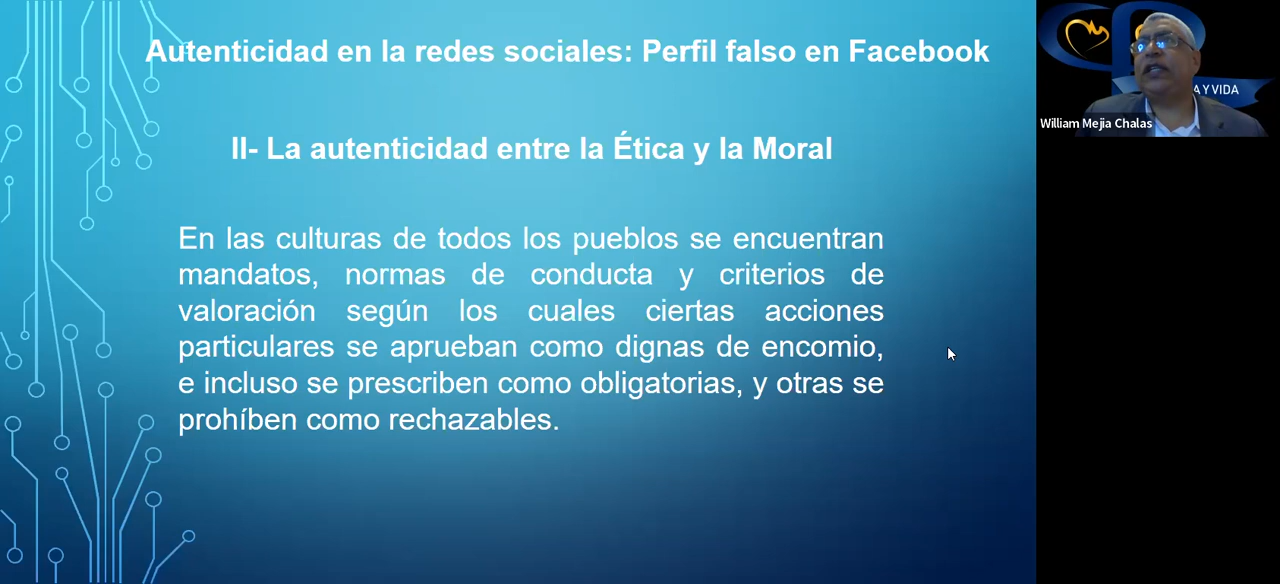 Autenticidad en la redes sociales: Perfil falso en Facebook
II- La autenticidad entre la Ética y la Moral
En las culturas de todos los pueblos se encuentran
mandatos, normas de conducta y criterios de
valoración según los cuales ciertas acciones
particulares se aprueban como dignas de encomio,
e incluso se prescriben como obligatorias, y otras se
prohíben como rechazables.
A Y VIDA
William Mejia Chalas